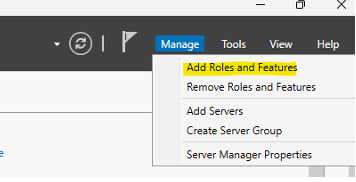 Manage Tools View Help
Add Roles and Features
Remove Roles and Features
Add Servers
Create Server Group
Server Manager Properties